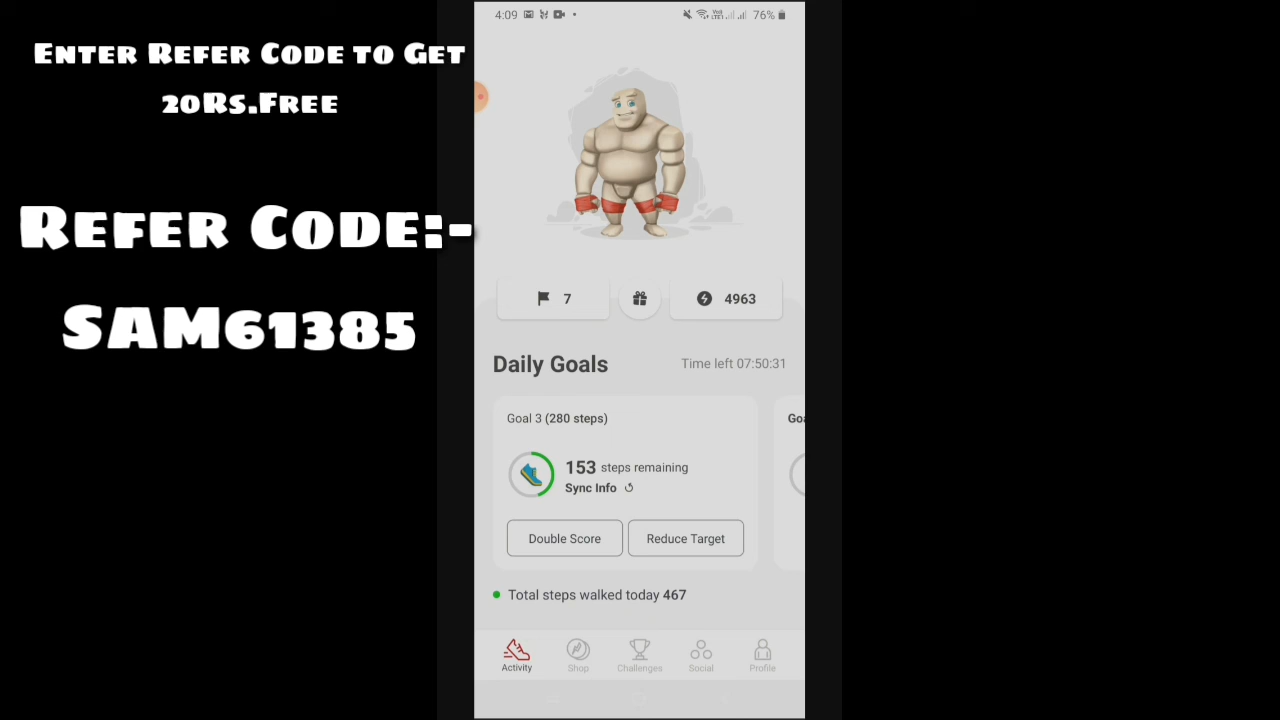 Enter Refer Code to Get
20Rs.Free
Refer Code:-
SAM61385
4:09
76%
7
4963
Daily Goals
Time left 07:50:31
Goal 3 (280 steps)
Goa
153 steps remaining
Sync Info
Double Score
Reduce Target
Total steps walked today 467
Activity
Shop
Challenges
Social
Profile